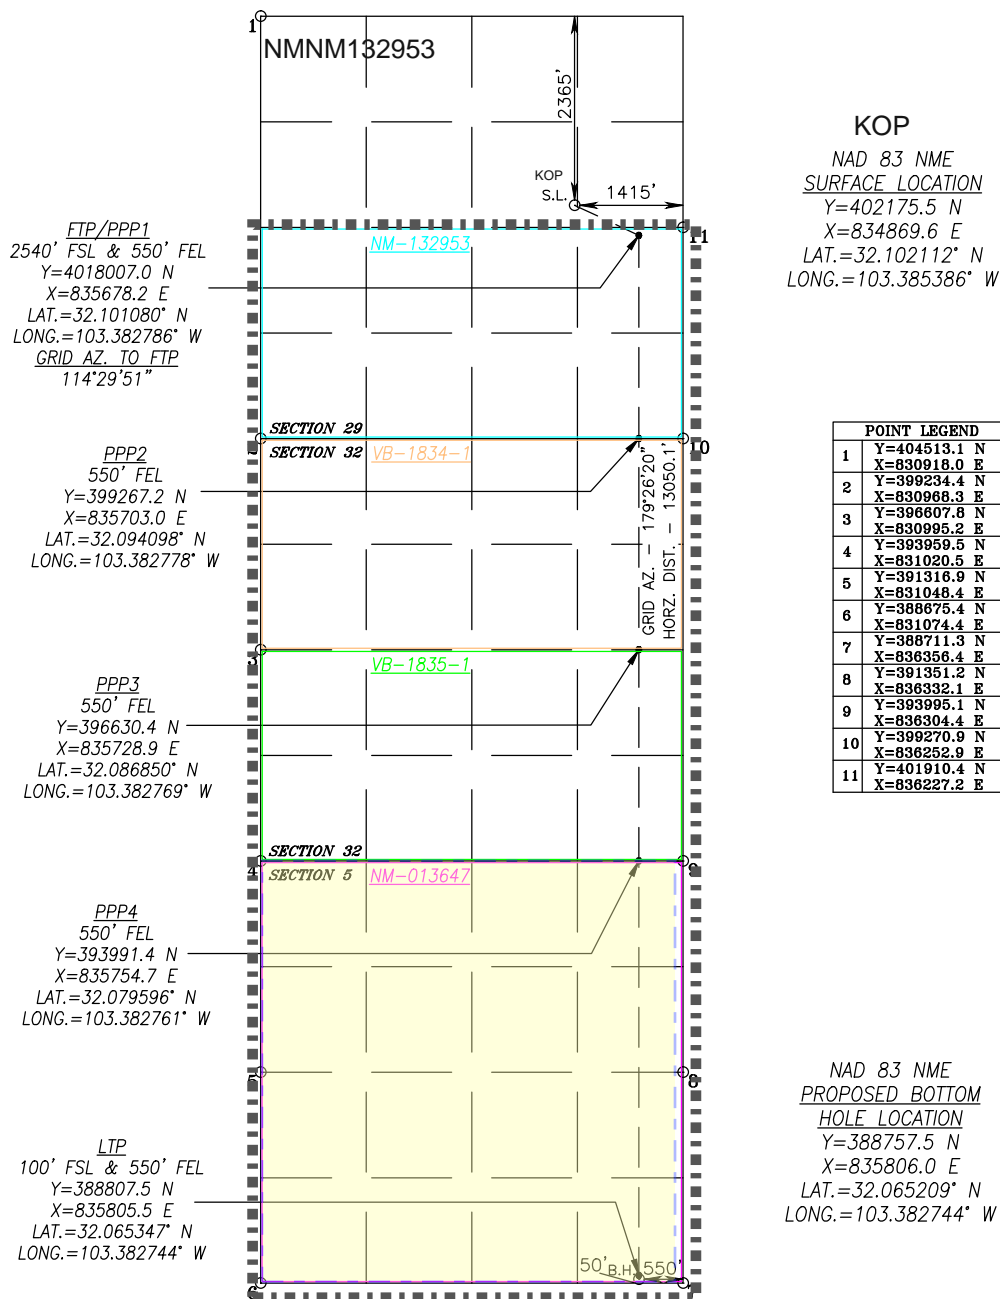 1
NMNM132953
2365'
KOP
S.L.
1415'
KOP
NAD 83 NME
SURFACE LOCATION
Y=402175.5 N
X=834869.6 E
LAT.=32.102112° N
LONG.=103.385386° W
FTP/PPP1
2540' FSL & 550' FEL
Y=4018007.0 N
X=835678.2 E
LAT.=32.101080° N
LONG.=103.382786° W
GRID AZ. TO FTP
114°29'51"
NM-132953
11
SECTION 29
SECTION 32
VB-1834-1
10
PPP2
550' FEL
Y=399267.2 N
X=835703.0 E
LAT.=32.094098° N
LONG.=103.382778° W
GRID AZ. – 179°26'20"
HORZ. DIST. – 13050.1'
POINT LEGEND
1 Y=404513.1 N
X=830918.0 E
2 Y=399234.4 N
X=830968.3 E
3 Y=396607.8 N
X=830995.2 E
4 Y=393959.5 N
X=831020.5 E
5 Y=391316.9 N
X=831048.4 E
6 Y=388675.4 N
X=831074.4 E
7 Y=388711.3 N
X=836356.4 E
8 Y=391351.2 N
X=836332.1 E
9 Y=393995.1 N
X=836304.4 E
10 Y=399270.9 N
X=836252.9 E
11 Y=401910.4 N
X=836227.2 E
3
VB-1835-1
PPP3
550' FEL
Y=396630.4 N
X=835728.9 E
LAT.=32.086850° N
LONG.=103.382769° W
SECTION 32
4
SECTION 5
NM-013647
9
PPP4
550' FEL
Y=393991.4 N
X=835754.7 E
LAT.=32.079596° N
LONG.=103.382761° W
5
8
NAD 83 NME
PROPOSED BOTTOM
HOLE LOCATION
Y=388757.5 N
X=835806.0 E
LAT.=32.065209° N
LONG.=103.382744° W
LTP
100' FSL & 550' FEL
Y=388807.5 N
X=835805.5 E
LAT.=32.065347° N
LONG.=103.382744° W
50' B.H. 550'
6